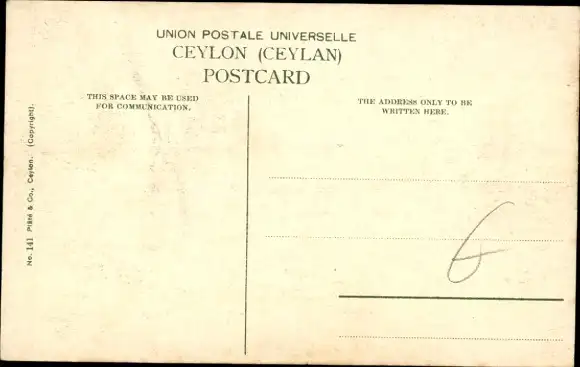 UNION POSTALE UNIVERSELLE
CEYLON (CEYLAN)
POSTCARD
THIS SPACE MAY BE USED
FOR COMMUNICATION.
THE ADDRESS ONLY TO BE
WRITTEN HERE.
No. 141 Plâté & Co., Ceylon. (Copyright).